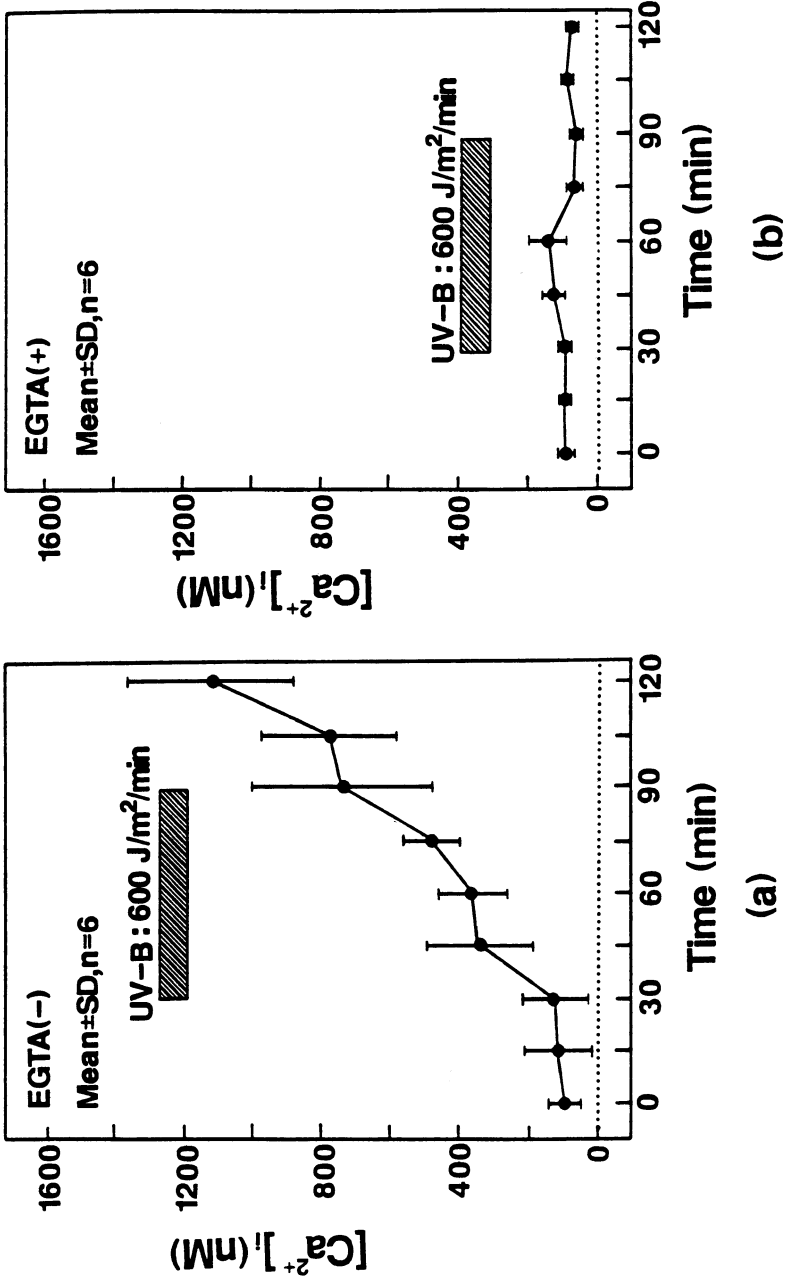 EGTA(−)
Mean±SD,n=6
UV−B : 600 J/m²/min
[Ca²⁺]ᵢ(nM)
1600
1200
800
400
0
0 30 60 90 120
Time (min)
(a)
EGTA(+)
Mean±SD,n=6
UV−B : 600 J/m²/min
[Ca²⁺]ᵢ(nM)
1600
1200
800
400
0
0 30 60 90 120
Time (min)
(b)